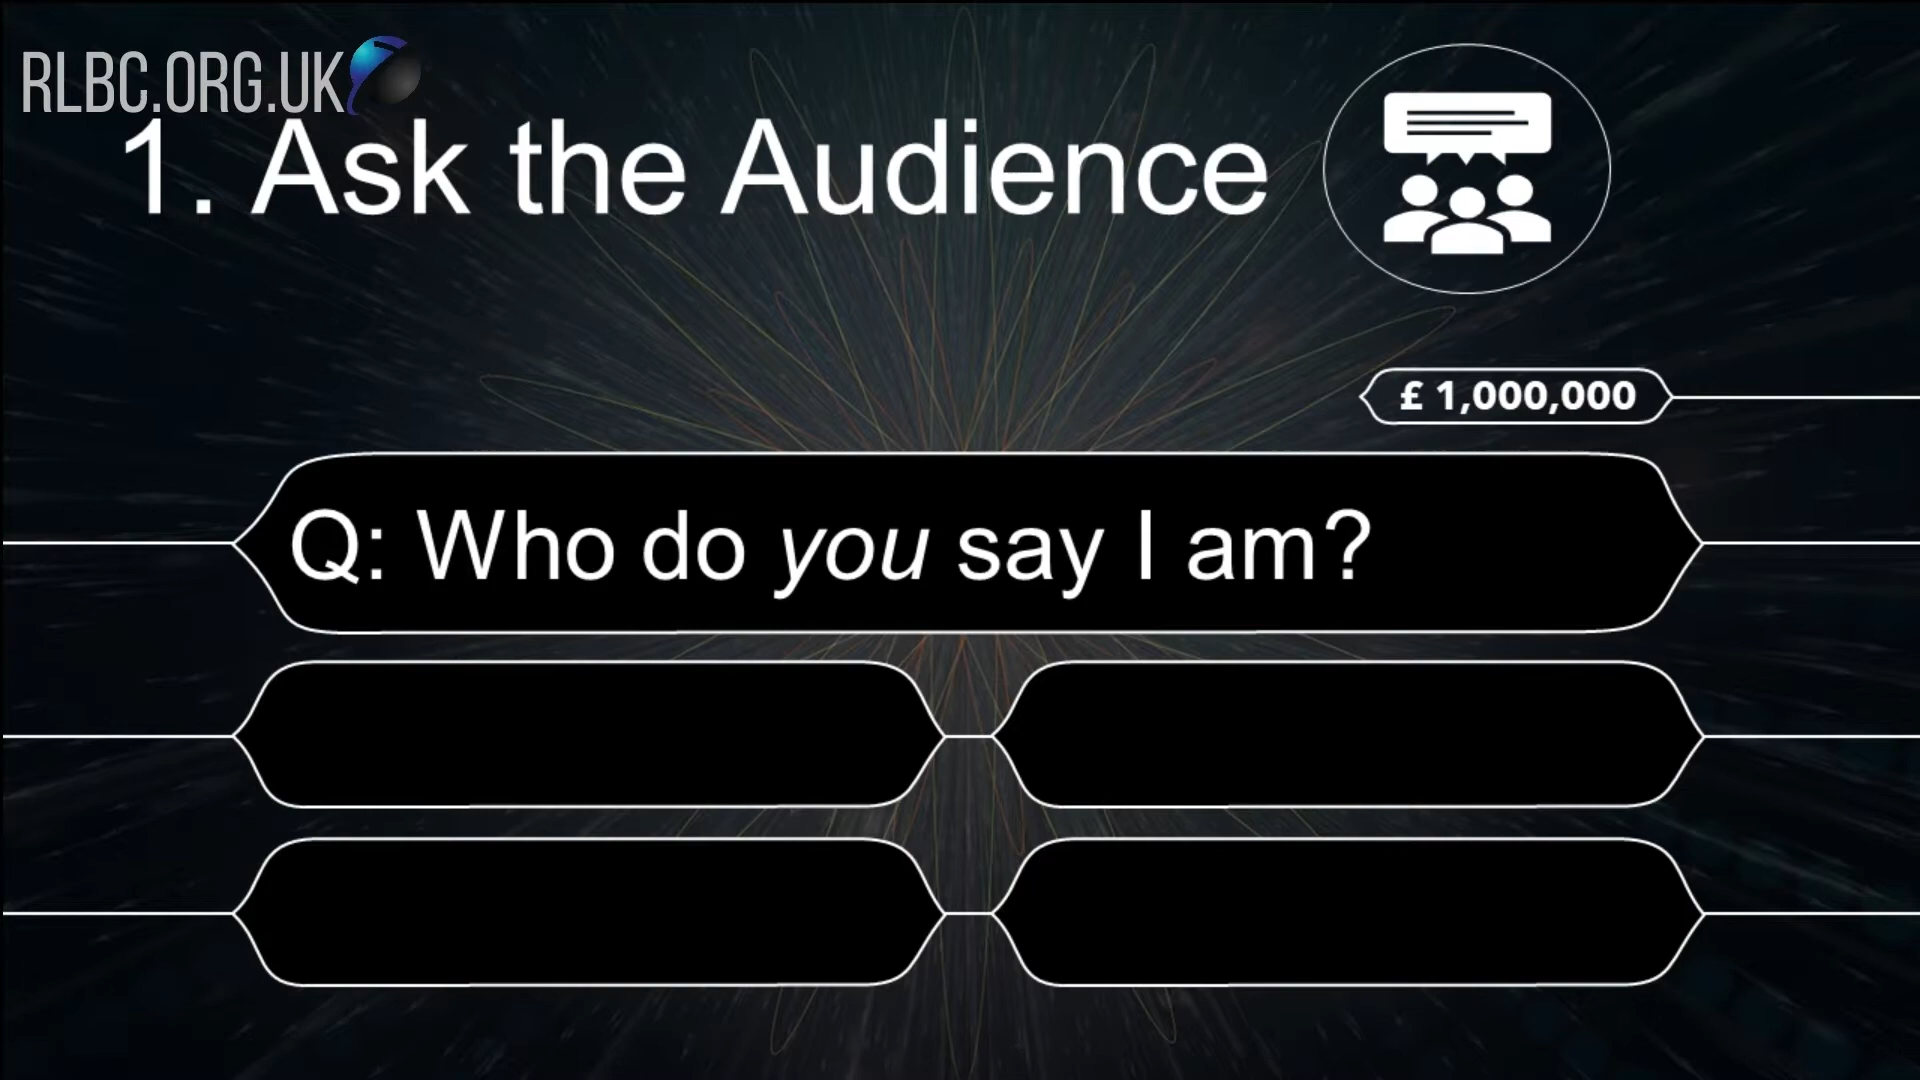 RLBC.ORG.UK
1. Ask the Audience
£ 1,000,000
Q: Who do you say I am?